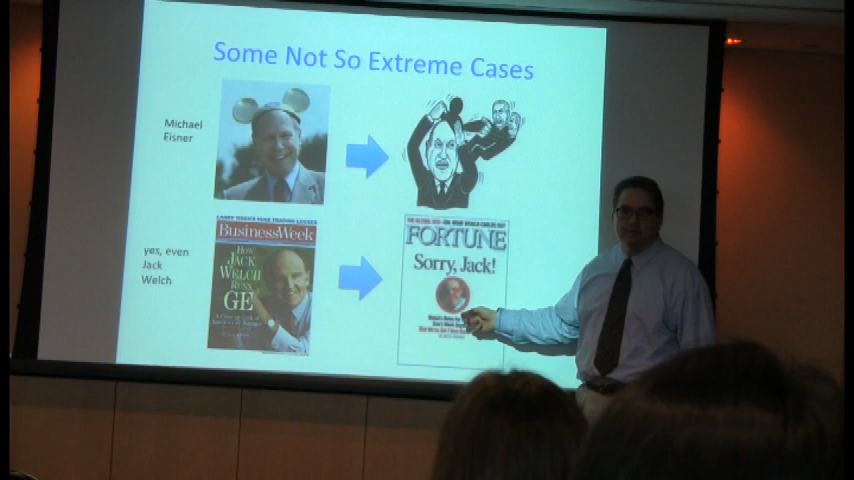 Some Not So Extreme Cases
Michael
Eisner
yes, even
Jack
Welch
BusinessWeek
How
JACK
WELCH
RUNS
GE
FORTUNE
Sorry, Jack!